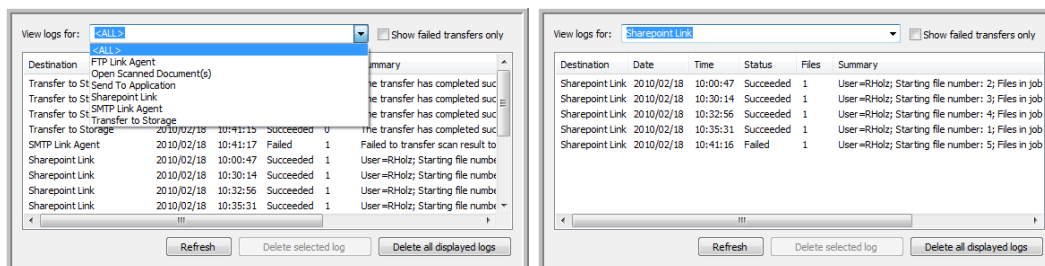 View logs for: <ALL> Show failed transfers only
<ALL>
FTP Link Agent
Open Scanned Document(s)
Send To Application
Sharepoint Link
SMTP Link Agent
Transfer to Storage
Destination ummary
Transfer to St he transfer has completed suc
Transfer to St he transfer has completed suc
Transfer to St he transfer has completed suc
Transfer to Storage 2010/02/18 10:41:15 Succeeded 0 The transfer has completed suc
SMTP Link Agent 2010/02/18 10:41:17 Failed 1 Failed to transfer scan result to
Sharepoint Link 2010/02/18 10:00:47 Succeeded 1 User=RHolz; Starting file numbe
Sharepoint Link 2010/02/18 10:30:14 Succeeded 1 User=RHolz; Starting file numbe
Sharepoint Link 2010/02/18 10:32:56 Succeeded 1 User=RHolz; Starting file numbe
Sharepoint Link 2010/02/18 10:35:31 Succeeded 1 User=RHolz; Starting file numbe
Refresh Delete selected log Delete all displayed logs
View logs for: Sharepoint Link Show failed transfers only
Destination Date Time Status Files Summary
Sharepoint Link 2010/02/18 10:00:47 Succeeded 1 User=RHolz; Starting file number: 2; Files in job
Sharepoint Link 2010/02/18 10:30:14 Succeeded 1 User=RHolz; Starting file number: 3; Files in job
Sharepoint Link 2010/02/18 10:32:56 Succeeded 1 User=RHolz; Starting file number: 4; Files in job
Sharepoint Link 2010/02/18 10:35:31 Succeeded 1 User=RHolz; Starting file number: 1; Files in job
Sharepoint Link 2010/02/18 10:41:16 Failed 1 User=RHolz; Starting file number: 5; Files in job
Refresh Delete selected log Delete all displayed logs